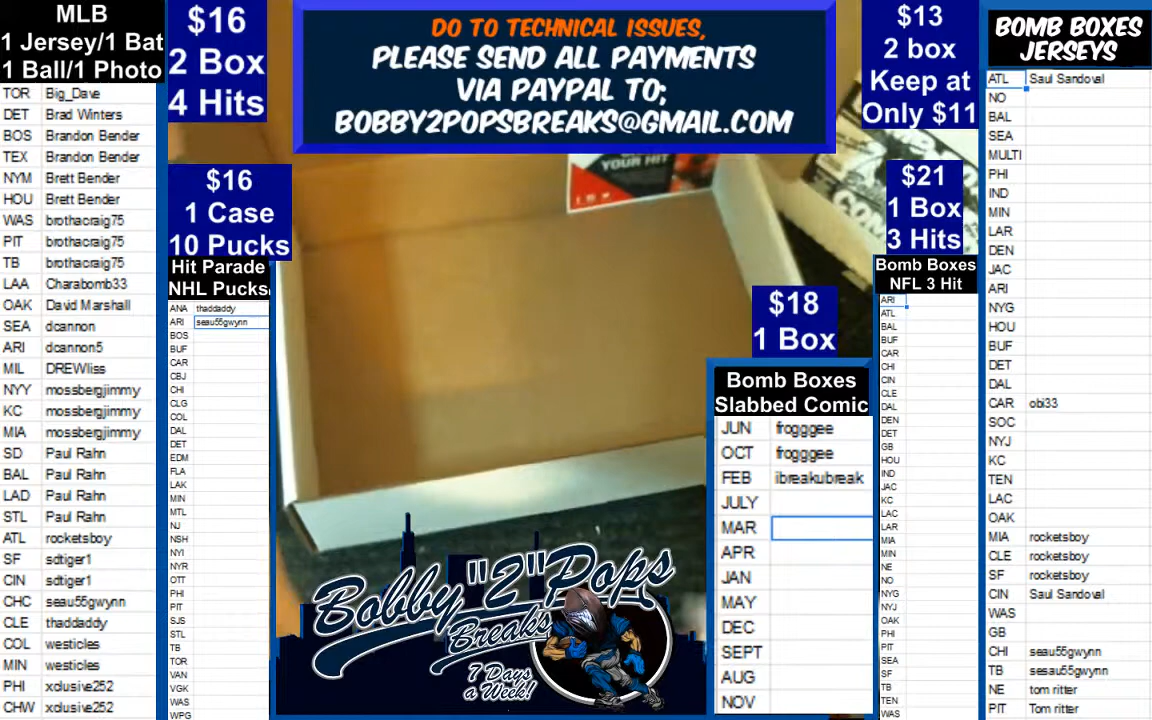 MLB
1 Jersey/1 Bat
1 Ball/1 Photo
TOR Big_Dave
DET Brad Winters
BOS Brandon Bender
TEX Brandon Bender
NYM Brett Bender
HOU Brett Bender
WAS brothacraig75
PIT brothacraig75
TB brothacraig75
LAA Charabomb33
OAK David Marshall
SEA dcannon
ARI dcannon5
MIL DREWliss
NYY mossbergjimmy
KC mossbergjimmy
MIA mossbergjimmy
SD Paul Rahn
BAL Paul Rahn
LAD Paul Rahn
STL Paul Rahn
ATL rocketsboy
SF sdtiger1
CIN sdtiger1
CHC seau55gwynn
CLE thaddaddy
COL westicles
MIN westicles
PHI xclusive252
CHW xclusive252
$16
2 Box
4 Hits
$16
1 Case
10 Pucks
Hit Parade
NHL Pucks
ANA thaddaddy
ARI seau55gwynn
BOS
BUF
CAR
CBJ
CHI
CLG
COL
DAL
DET
EDM
FLA
LAK
MIN
MTL
NJ
NSH
NYI
NYR
OTT
PHI
PIT
SJS
STL
TB
TOR
VAN
VGK
WAS
WPG
DO TO TECHNICAL ISSUES,
PLEASE SEND ALL PAYMENTS
VIA PAYPAL TO;
BOBBY2POPSBREAKS@GMAIL.COM
YOUR HIT
Bobby "2" Pops
Breaks
7 Days
a Week!
$18
1 Box
Bomb Boxes
Slabbed Comic
JUN frogggee
OCT frogggee
FEB ibreakubreak
JULY
MAR
APR
JAN
MAY
DEC
SEPT
AUG
NOV
$13
2 box
Keep at
Only $11
$21
1 Box
3 Hits
Bomb Boxes
NFL 3 Hit
ARI
ATL
BAL
BUF
CAR
CHI
CIN
CLE
DAL
DEN
DET
GB
HOU
IND
JAC
KC
LAC
LAR
MIA
MIN
NE
NO
NYG
NYJ
OAK
PHI
PIT
SEA
SF
TB
TEN
WAS
BOMB BOXES
JERSEYS
ATL Saul Sandoval
NO
BAL
SEA
MULTI
PHI
IND
MIN
LAR
DEN
JAC
ARI
NYG
HOU
BUF
DET
DAL
CAR obi33
SOC
NYJ
KC
TEN
LAC
OAK
MIA rocketsboy
CLE rocketsboy
SF rocketsboy
CIN Saul Sandoval
WAS
GB
CHI seau55gwynn
TB sesau55gwynn
NE tom ritter
PIT Tom ritter